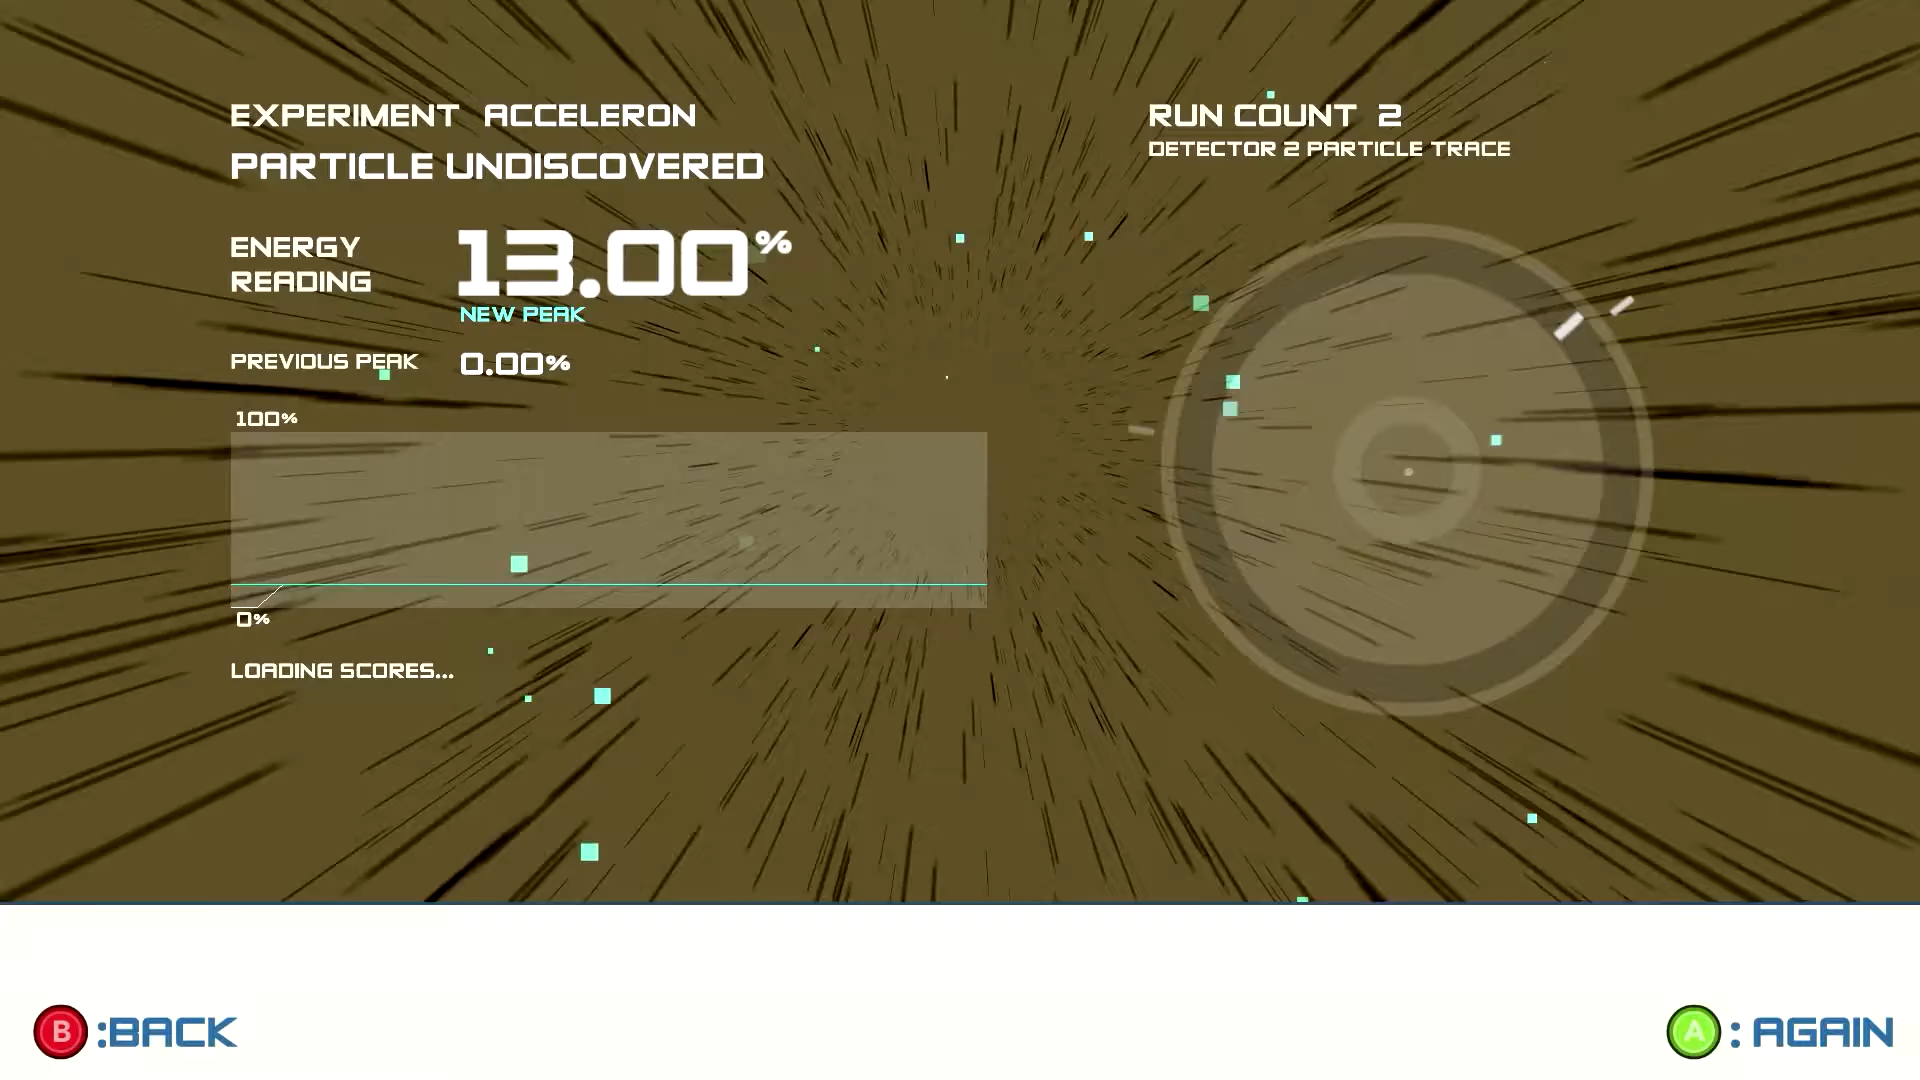 EXPERIMENT ACCELERON
PARTICLE UNDISCOVERED
ENERGY
READING
13.00%
NEW PEAK
PREVIOUS PEAK 0.00%
100%
0%
LOADING SCORES...
RUN COUNT 2
DETECTOR 2 PARTICLE TRACE
B :BACK
A : AGAIN